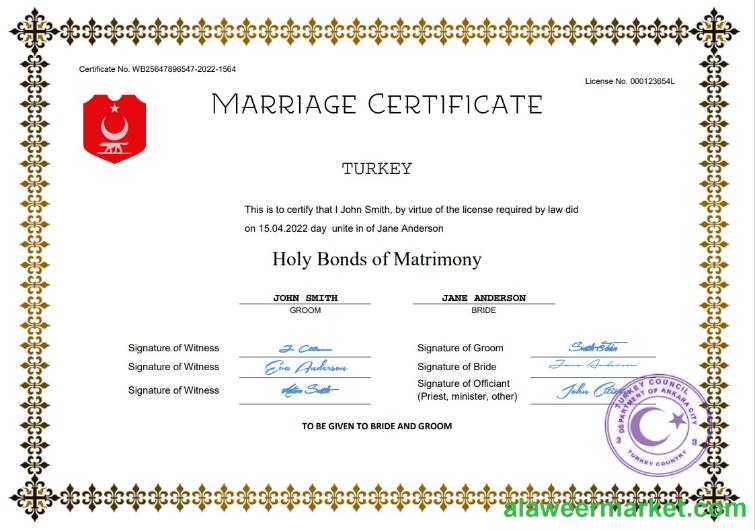 Certificate No. WB25647896547-2022-1564
License No. 000123654L
MARRIAGE CERTIFICATE
TURKEY
This is to certify that I John Smith, by virtue of the license required by law did
on 15.04.2022 day unite in of Jane Anderson
Holy Bonds of Matrimony
JOHN SMITH
GROOM
JANE ANDERSON
BRIDE
Signature of Witness
Signature of Witness Eva Anderson
Signature of Witness
Signature of Groom
Signature of Bride Jane Anderson
Signature of Officiant
(Priest, minister, other) John
TO BE GIVEN TO BRIDE AND GROOM
TURKEY COUNCIL
DEPARTMENT OF ANKARA CITY
3 3
TURKEY COUNTRY
alaweermarket.com